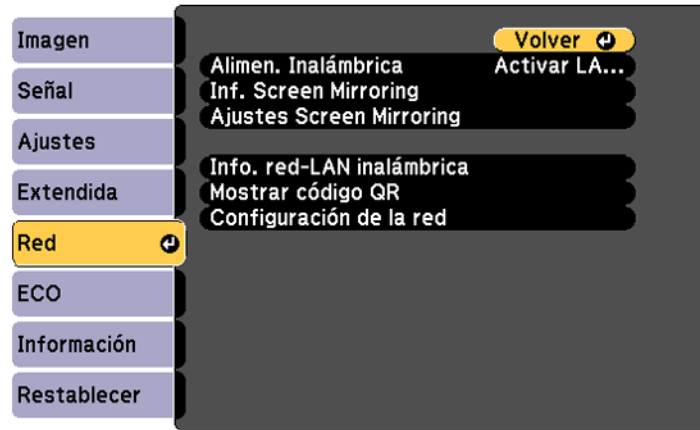 Imagen
Señal
Ajustes
Extendida
Red
ECO
Información
Restablecer
Volver
Alimen. Inalámbrica Activar LA...
Inf. Screen Mirroring
Ajustes Screen Mirroring
Info. red-LAN inalámbrica
Mostrar código QR
Configuración de la red